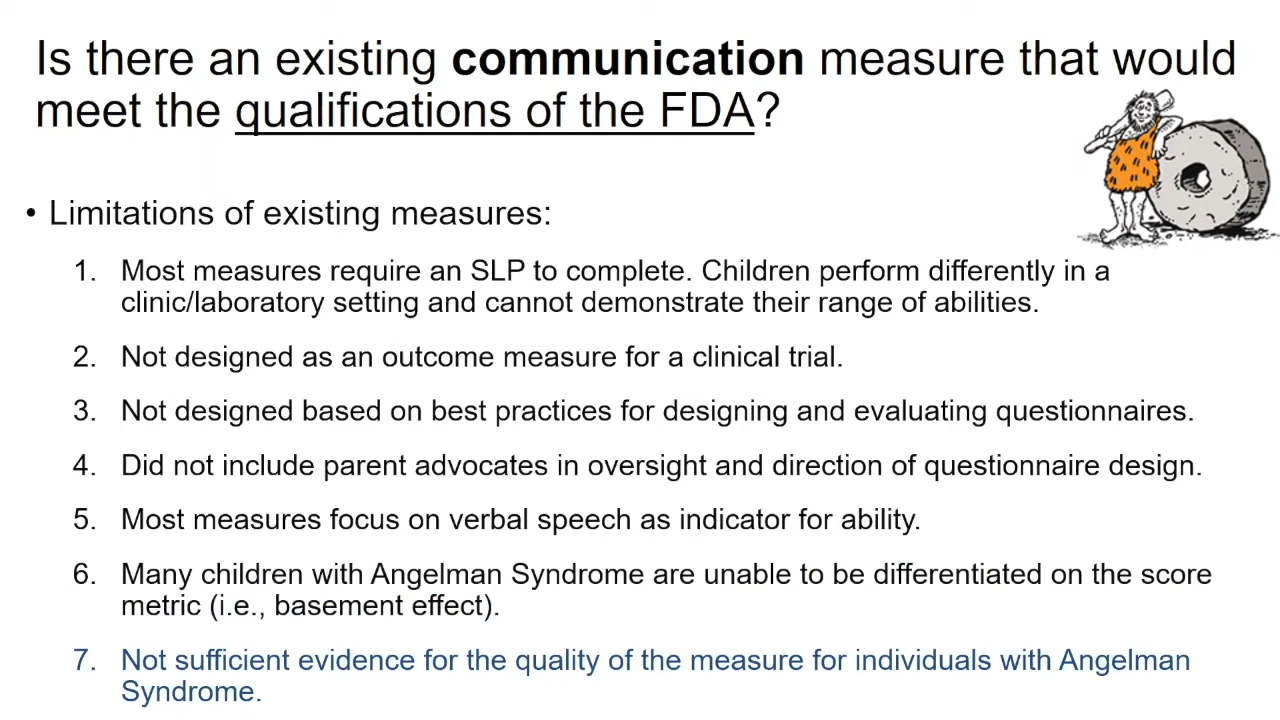 Is there an existing communication measure that would
meet the qualifications of the FDA?
• Limitations of existing measures:
1. Most measures require an SLP to complete. Children perform differently in a
clinic/laboratory setting and cannot demonstrate their range of abilities.
2. Not designed as an outcome measure for a clinical trial.
3. Not designed based on best practices for designing and evaluating questionnaires.
4. Did not include parent advocates in oversight and direction of questionnaire design.
5. Most measures focus on verbal speech as indicator for ability.
6. Many children with Angelman Syndrome are unable to be differentiated on the score
metric (i.e., basement effect).
7. Not sufficient evidence for the quality of the measure for individuals with Angelman
Syndrome.